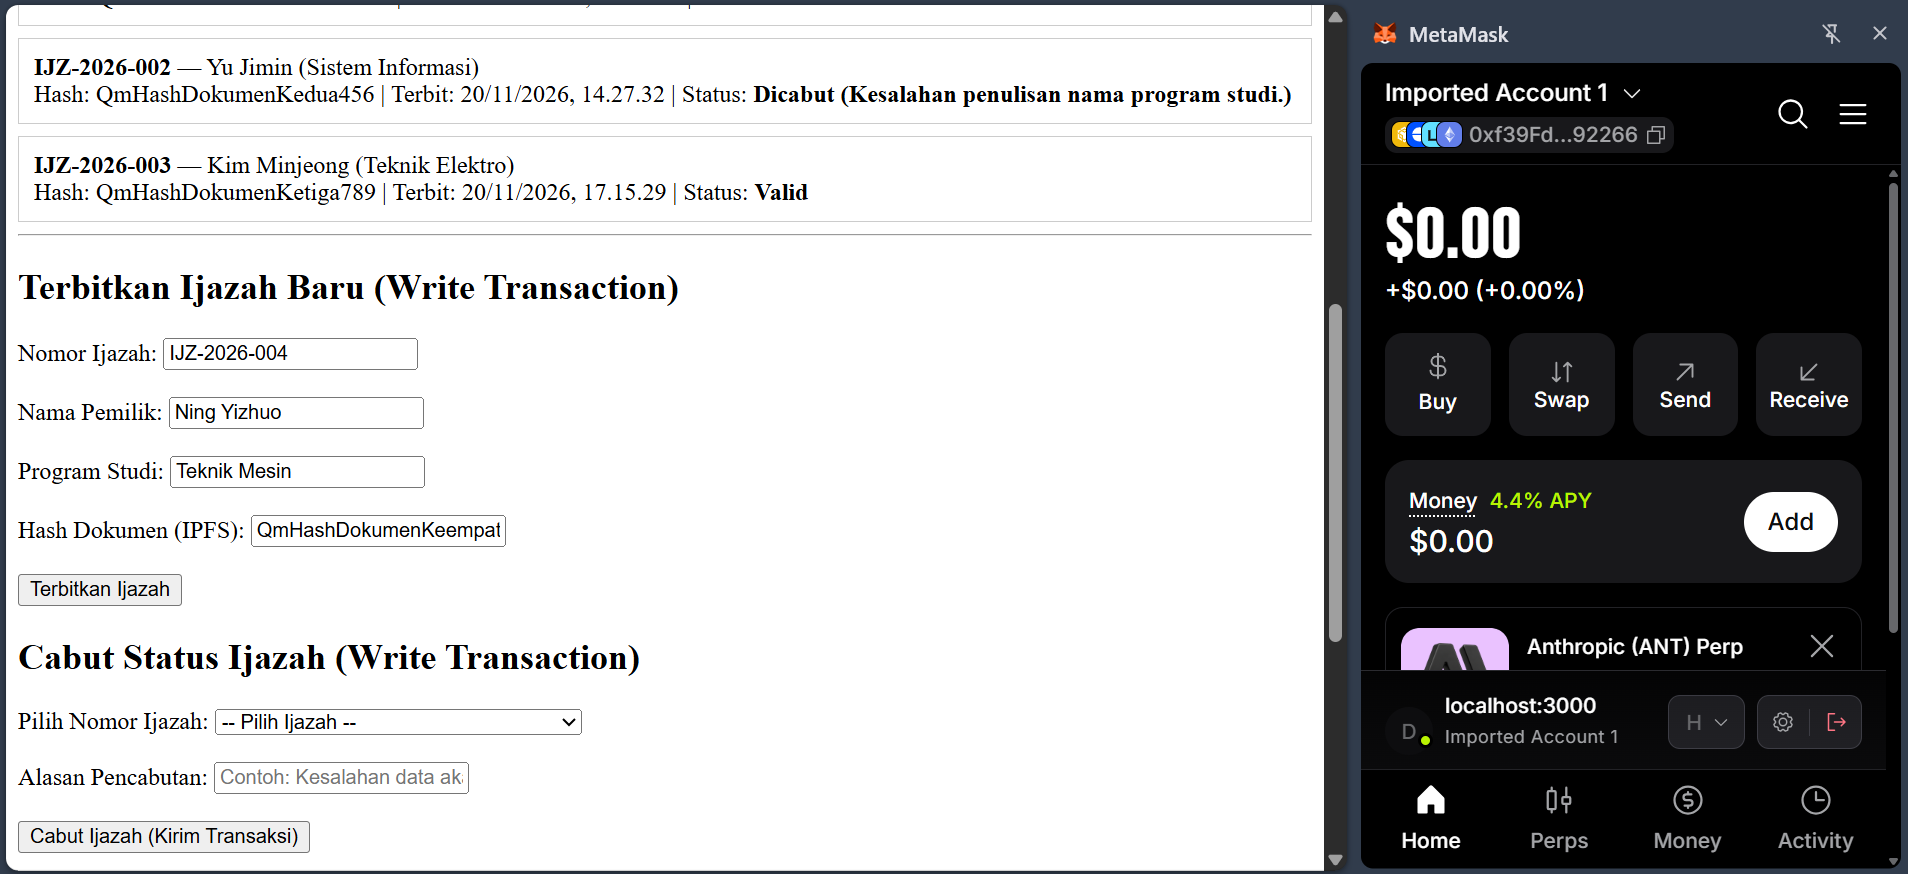 IJZ-2026-002 — Yu Jimin (Sistem Informasi)
Hash: QmHashDokumenKedua456 | Terbit: 20/11/2026, 14.27.32 | Status: Dicabut (Kesalahan penulisan nama program studi.)
IJZ-2026-003 — Kim Minjeong (Teknik Elektro)
Hash: QmHashDokumenKetiga789 | Terbit: 20/11/2026, 17.15.29 | Status: Valid
Terbitkan Ijazah Baru (Write Transaction)
Nomor Ijazah: IJZ-2026-004
Nama Pemilik: Ning Yizhuo
Program Studi: Teknik Mesin
Hash Dokumen (IPFS): QmHashDokumenKeempat
Terbitkan Ijazah
Cabut Status Ijazah (Write Transaction)
Pilih Nomor Ijazah: -- Pilih Ijazah --
Alasan Pencabutan: Contoh: Kesalahan data ak
Cabut Ijazah (Kirim Transaksi)
MetaMask
Imported Account 1
0xf39Fd...92266
$0.00
+$0.00 (+0.00%)
Buy
Swap
Send
Receive
Money 4.4% APY
$0.00
Add
Anthropic (ANT) Perp
D
localhost:3000
Imported Account 1
H
Home
Perps
Money
Activity